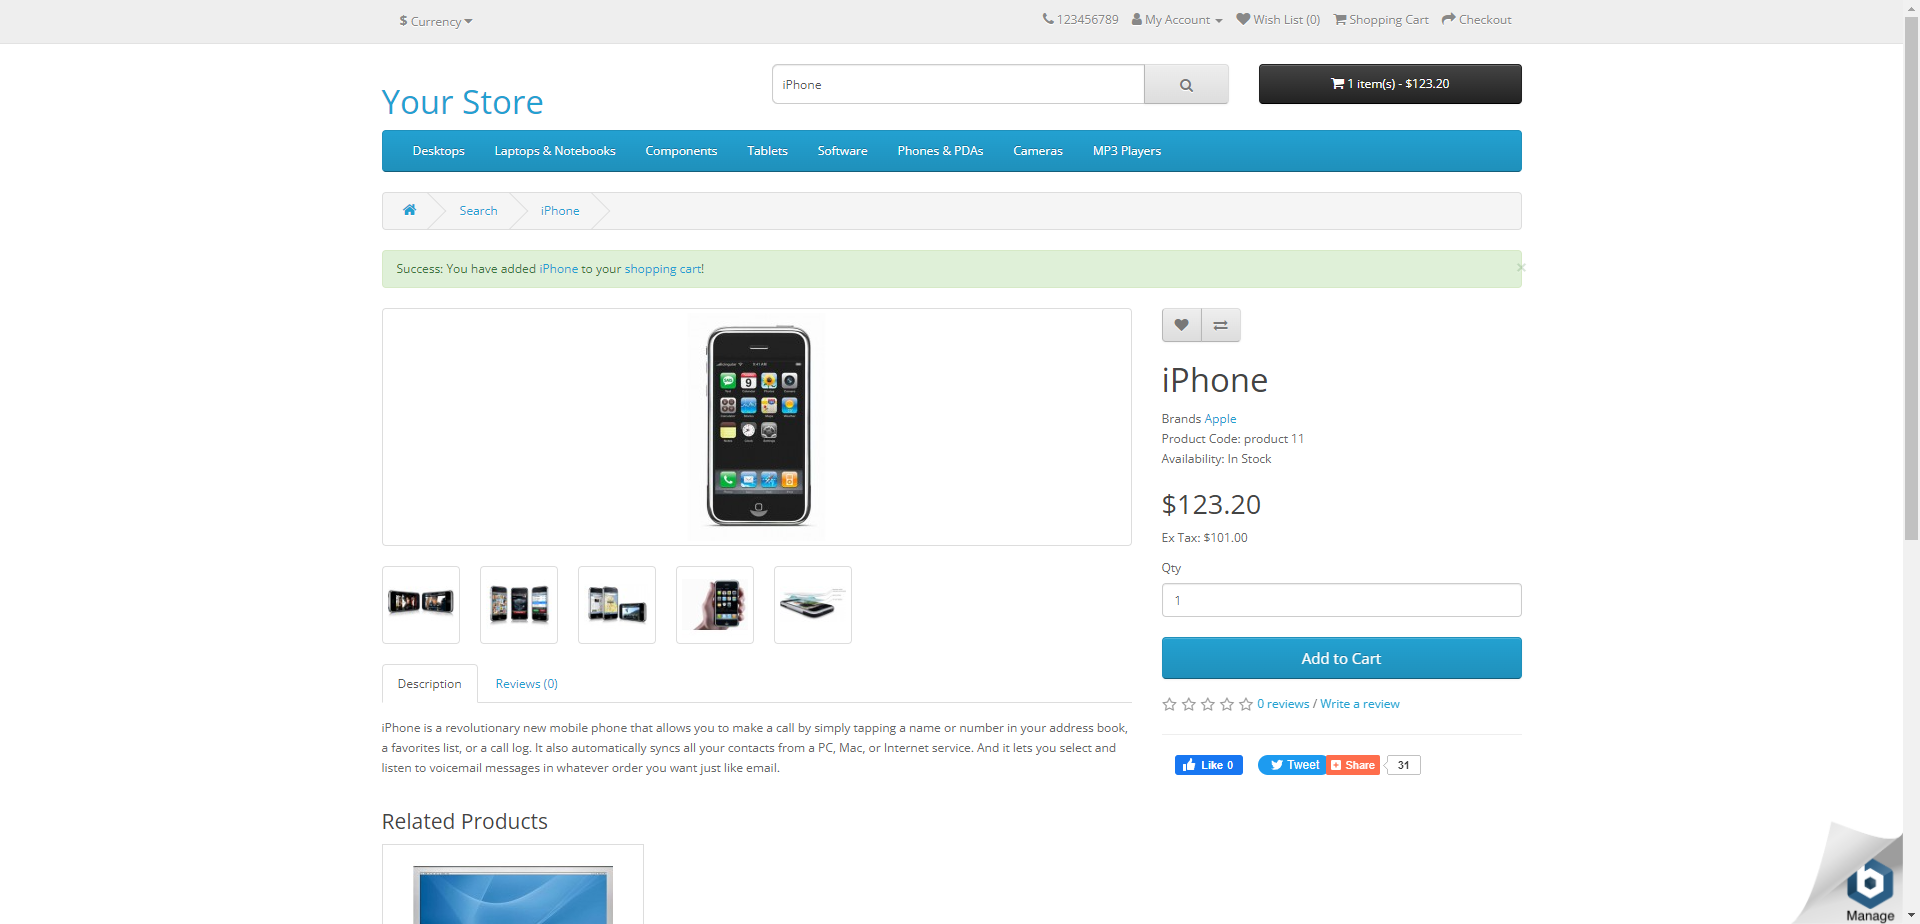 $ Currency
123456789 My Account Wish List (0) Shopping Cart Checkout
Your Store
iPhone
1 item(s) - $123.20
Desktops Laptops & Notebooks Components Tablets Software Phones & PDAs Cameras MP3 Players
Search iPhone
Success: You have added iPhone to your shopping cart!
×
iPhone
Brands Apple
Product Code: product 11
Availability: In Stock
$123.20
Ex Tax: $101.00
Qty
1
Add to Cart
0 reviews / Write a review
Like 0 Tweet Share 31
Description Reviews (0)
iPhone is a revolutionary new mobile phone that allows you to make a call by simply tapping a name or number in your address book,
a favorites list, or a call log. It also automatically syncs all your contacts from a PC, Mac, or Internet service. And it lets you select and
listen to voicemail messages in whatever order you want just like email.
Related Products
Manage